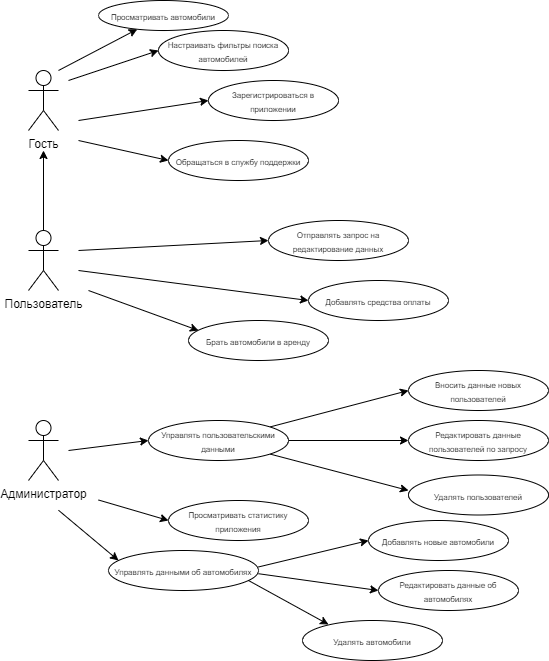 Просматривать автомобили
Настраивать фильтры поиска
автомобилей
Зарегистрироваться в
приложении
Гость
Обращаться в службу поддержки
Отправлять запрос на
редактирование данных
Пользователь
Добавлять средства оплаты
Брать автомобили в аренду
Вносить данные новых
пользователей
Управлять пользовательскими
данными
Редактировать данные
пользователей по запросу
Администратор
Удалять пользователей
Просматривать статистику
приложения
Добавлять новые автомобили
Управлять данными об автомобилях
Редактировать данные об
автомобилях
Удалять автомобили